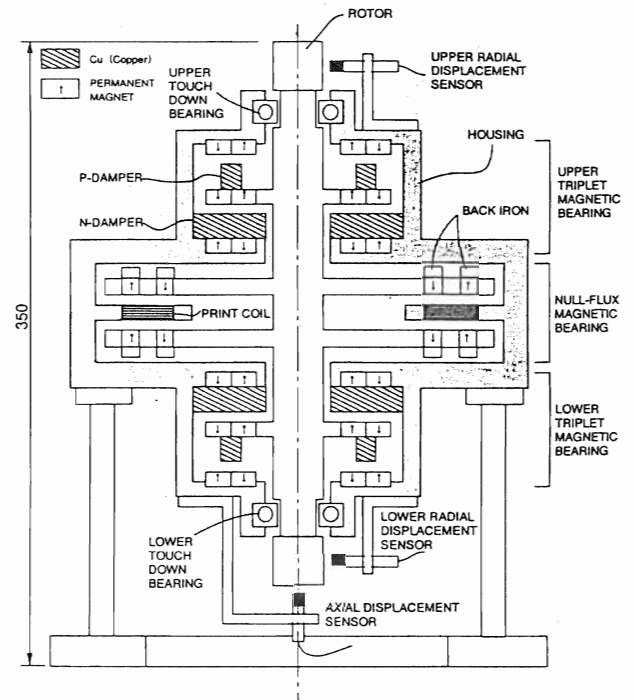 ROTOR
Cu (Copper)
PERMANENT
MAGNET
UPPER
TOUCH
DOWN
BEARING
UPPER RADIAL
DISPLACEMENT
SENSOR
HOUSING
P-DAMPER
N-DAMPER
UPPER
TRIPLET
MAGNETIC
BEARING
BACK IRON
PRINT COIL
NULL-FLUX
MAGNETIC
BEARING
350
LOWER
TRIPLET
MAGNETIC
BEARING
LOWER
TOUCH
DOWN
BEARING
LOWER RADIAL
DISPLACEMENT
SENSOR
AXIAL DISPLACEMENT
SENSOR